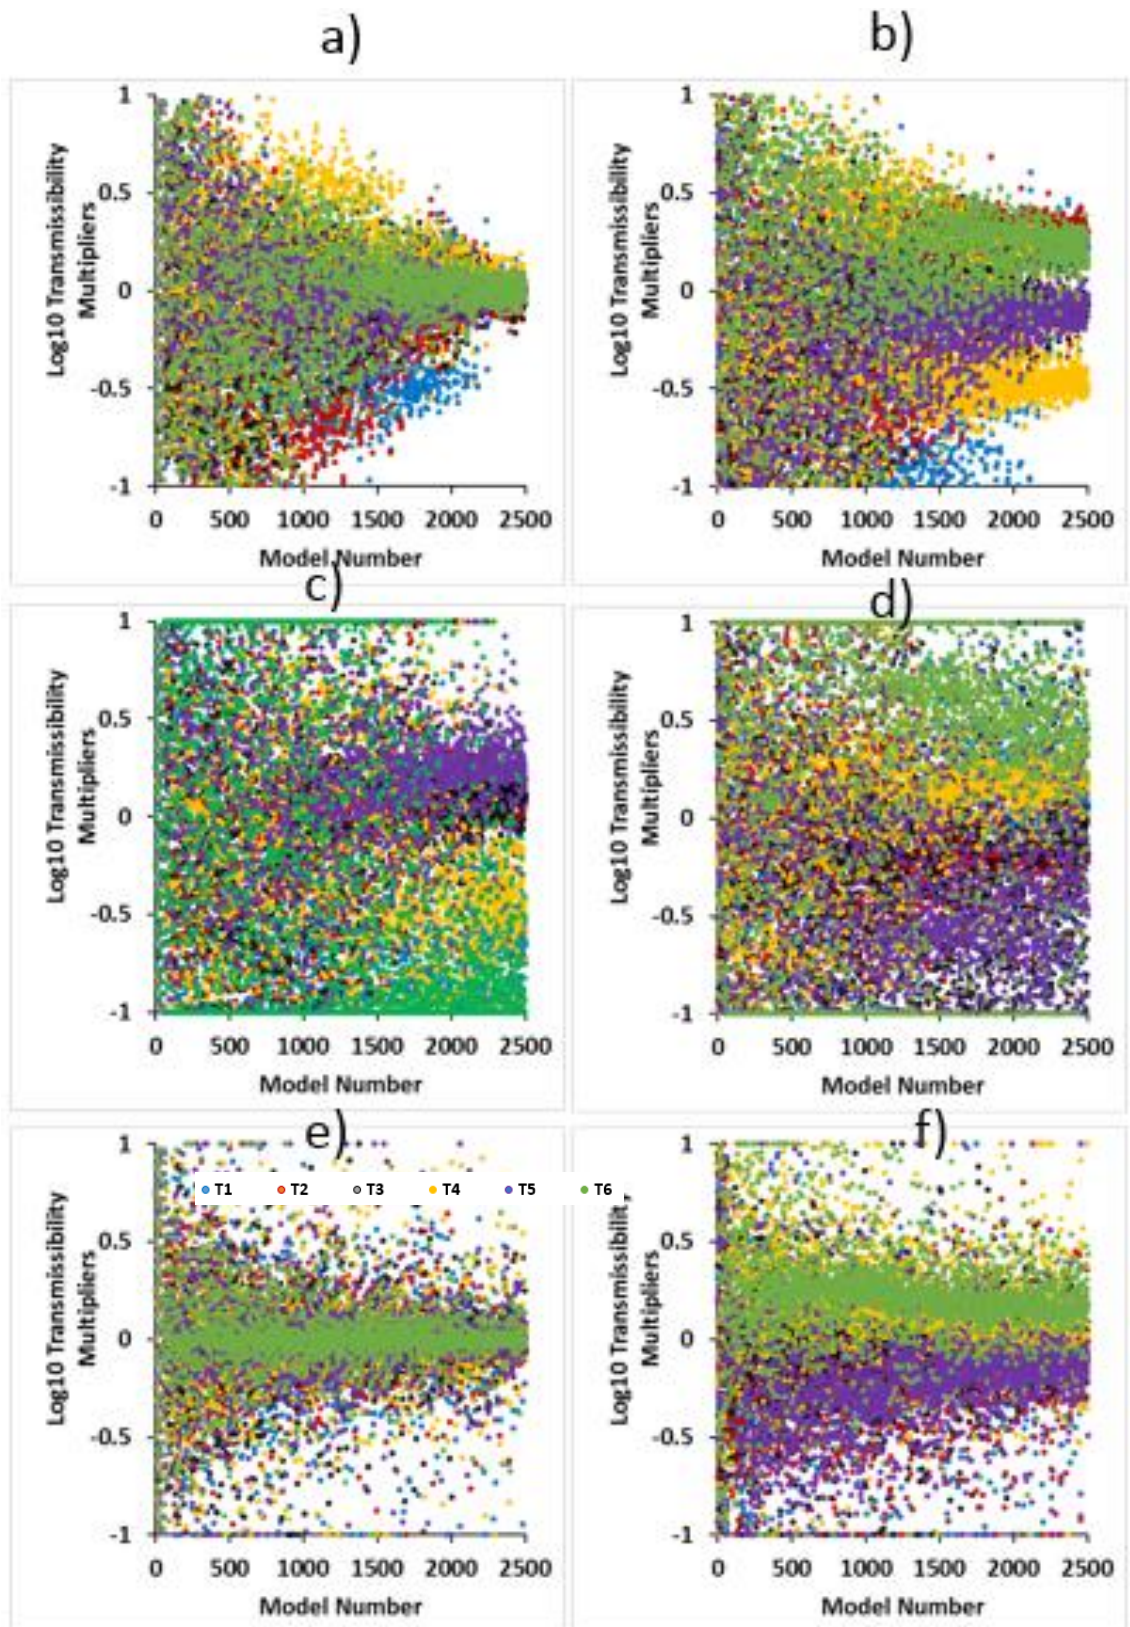 a)
b)
1
0.5
0
-0.5
-1
Log10 Transmissibility
Multipliers
0 500 1000 1500 2000 2500
Model Number
1
0.5
0
-0.5
-1
Log10 Transmissibility
Multipliers
0 500 1000 1500 2000 2500
Model Number
c)
d)
1
0.5
0
-0.5
-1
Log10 Transmissibility
Multipliers
0 500 1000 1500 2000 2500
Model Number
1
0.5
0
-0.5
-1
Log10 Transmissibility
Multipliers
0 500 1000 1500 2000 2500
Model Number
e)
f)
T1 T2 T3 T4 T5 T6
1
0.5
0
-0.5
-1
Log10 Transmissibility
Multipliers
0 500 1000 1500 2000 2500
Model Number
1
0.5
0
-0.5
-1
Log10 Transmissibility
Multipliers
0 500 1000 1500 2000 2500
Model Number